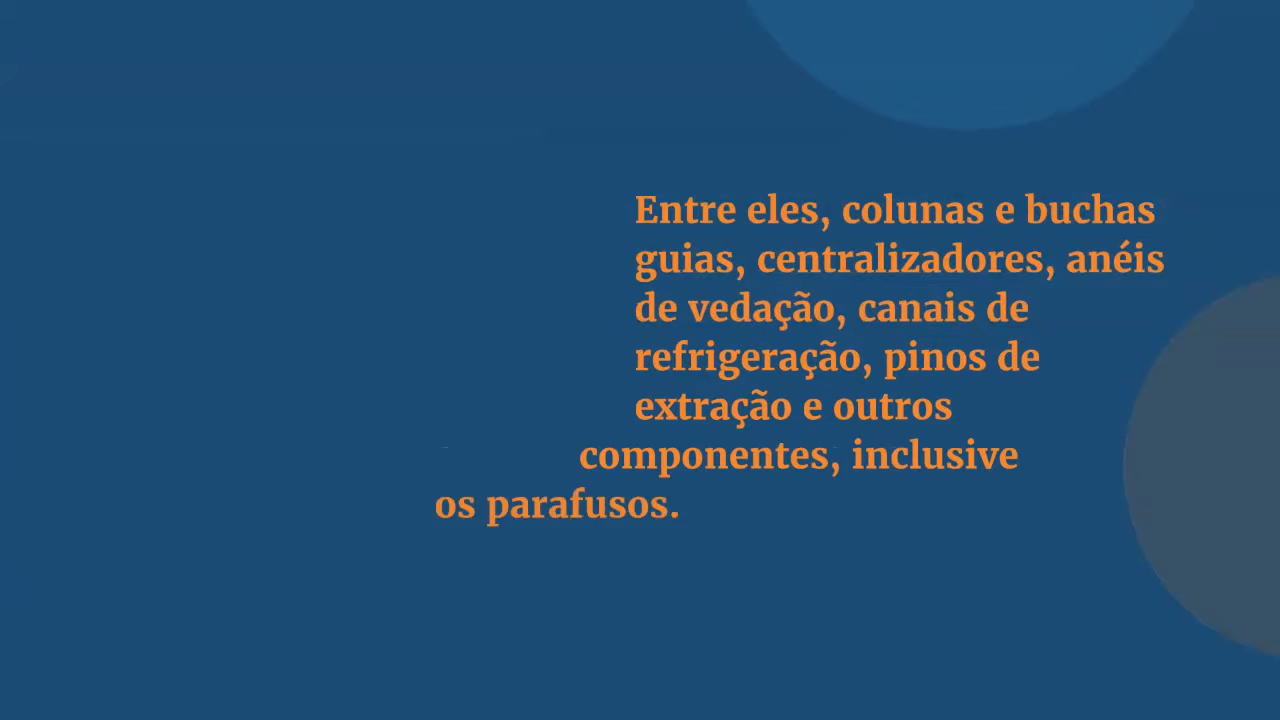 Entre eles, colunas e buchas
guias, centralizadores, anéis
de vedação, canais de
refrigeração, pinos de
extração e outros
componentes, inclusive
os parafusos.